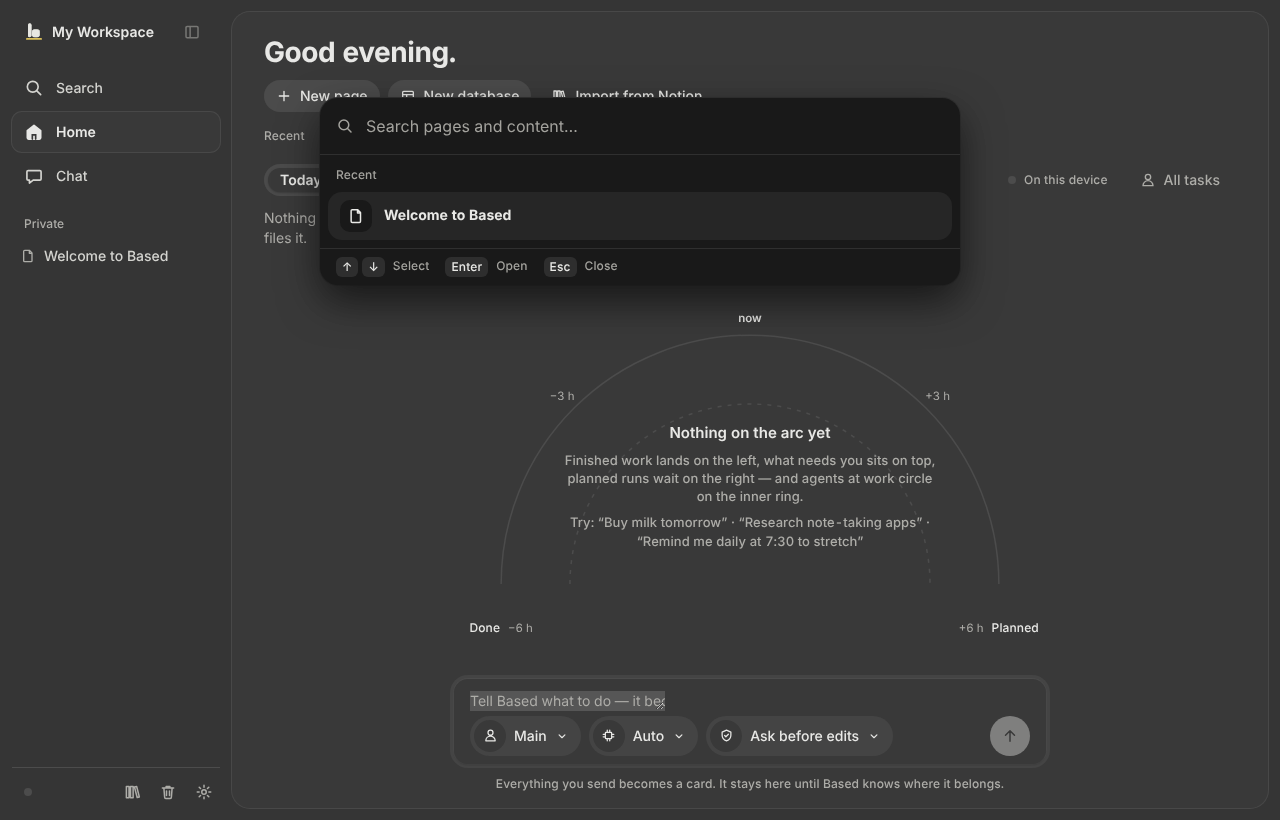 My Workspace
Search
Home
Chat
Private
Welcome to Based
Good evening.
New page
New database
Import from Notion
Recent
Today
On this device
All tasks
Nothing
files it.
Search pages and content...
Recent
Welcome to Based
Select
Enter
Open
Esc
Close
now
−3 h
+3 h
Nothing on the arc yet
Finished work lands on the left, what needs you sits on top,
planned runs wait on the right — and agents at work circle
on the inner ring.
Try: “Buy milk tomorrow” · “Research note-taking apps” ·
“Remind me daily at 7:30 to stretch”
Done −6 h
+6 h Planned
Tell Based what to do — it
Main
Auto
Ask before edits
Everything you send becomes a card. It stays here until Based knows where it belongs.